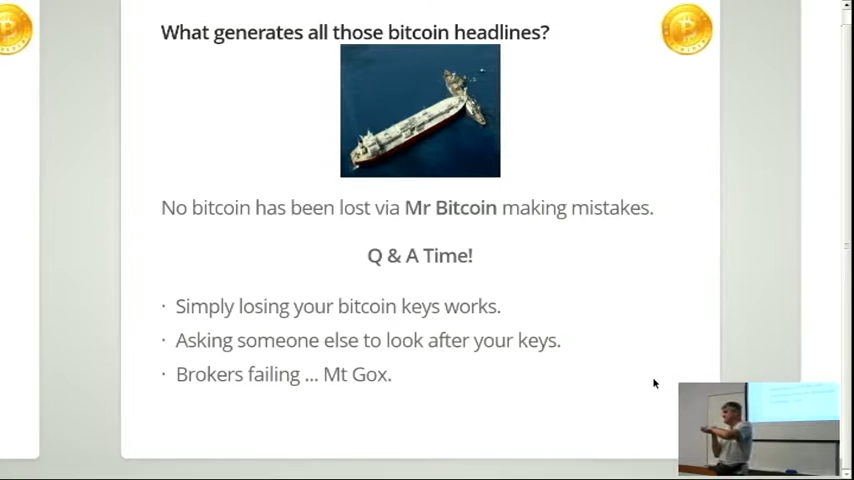 What generates all those bitcoin headlines?
No bitcoin has been lost via Mr Bitcoin making mistakes.
Q & A Time!
· Simply losing your bitcoin keys works.
· Asking someone else to look after your keys.
· Brokers failing ... Mt Gox.